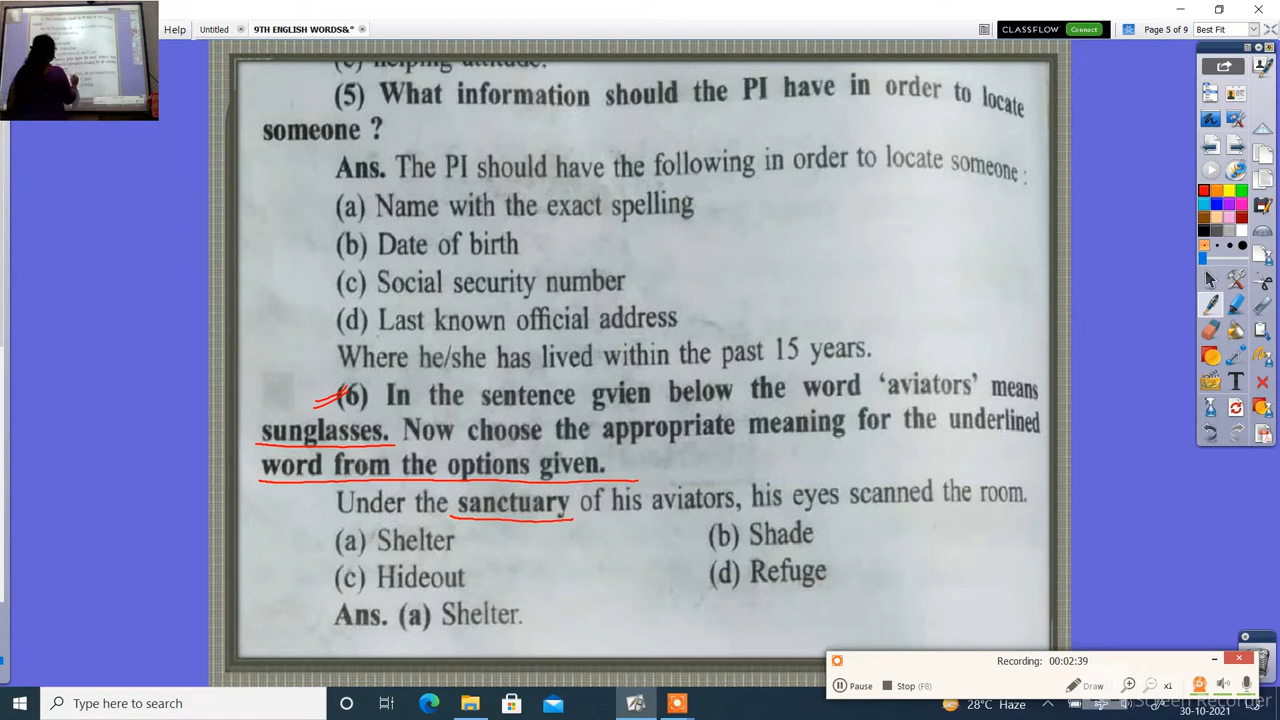 Help
Untitled
9TH ENGLISH WORDS&*
CLASSFLOW
Connect
Page 5 of 9
Best Fit
(e) helping attitude.
(5) What information should the PI have in order to locate
someone ?
Ans. The PI should have the following in order to locate someone :
(a) Name with the exact spelling
(b) Date of birth
(c) Social security number
(d) Last known official address
Where he/she has lived within the past 15 years.
(6) In the sentence gvien below the word ‘aviators’ means
sunglasses. Now choose the appropriate meaning for the underlined
word from the options given.
Under the sanctuary of his aviators, his eyes scanned the room.
(a) Shelter (b) Shade
(c) Hideout (d) Refuge
Ans. (a) Shelter.
Recording: 00:02:39
Pause
Stop (F8)
Draw
x1
Screen Recorder
Type here to search
28°C Haze
30-10-2021